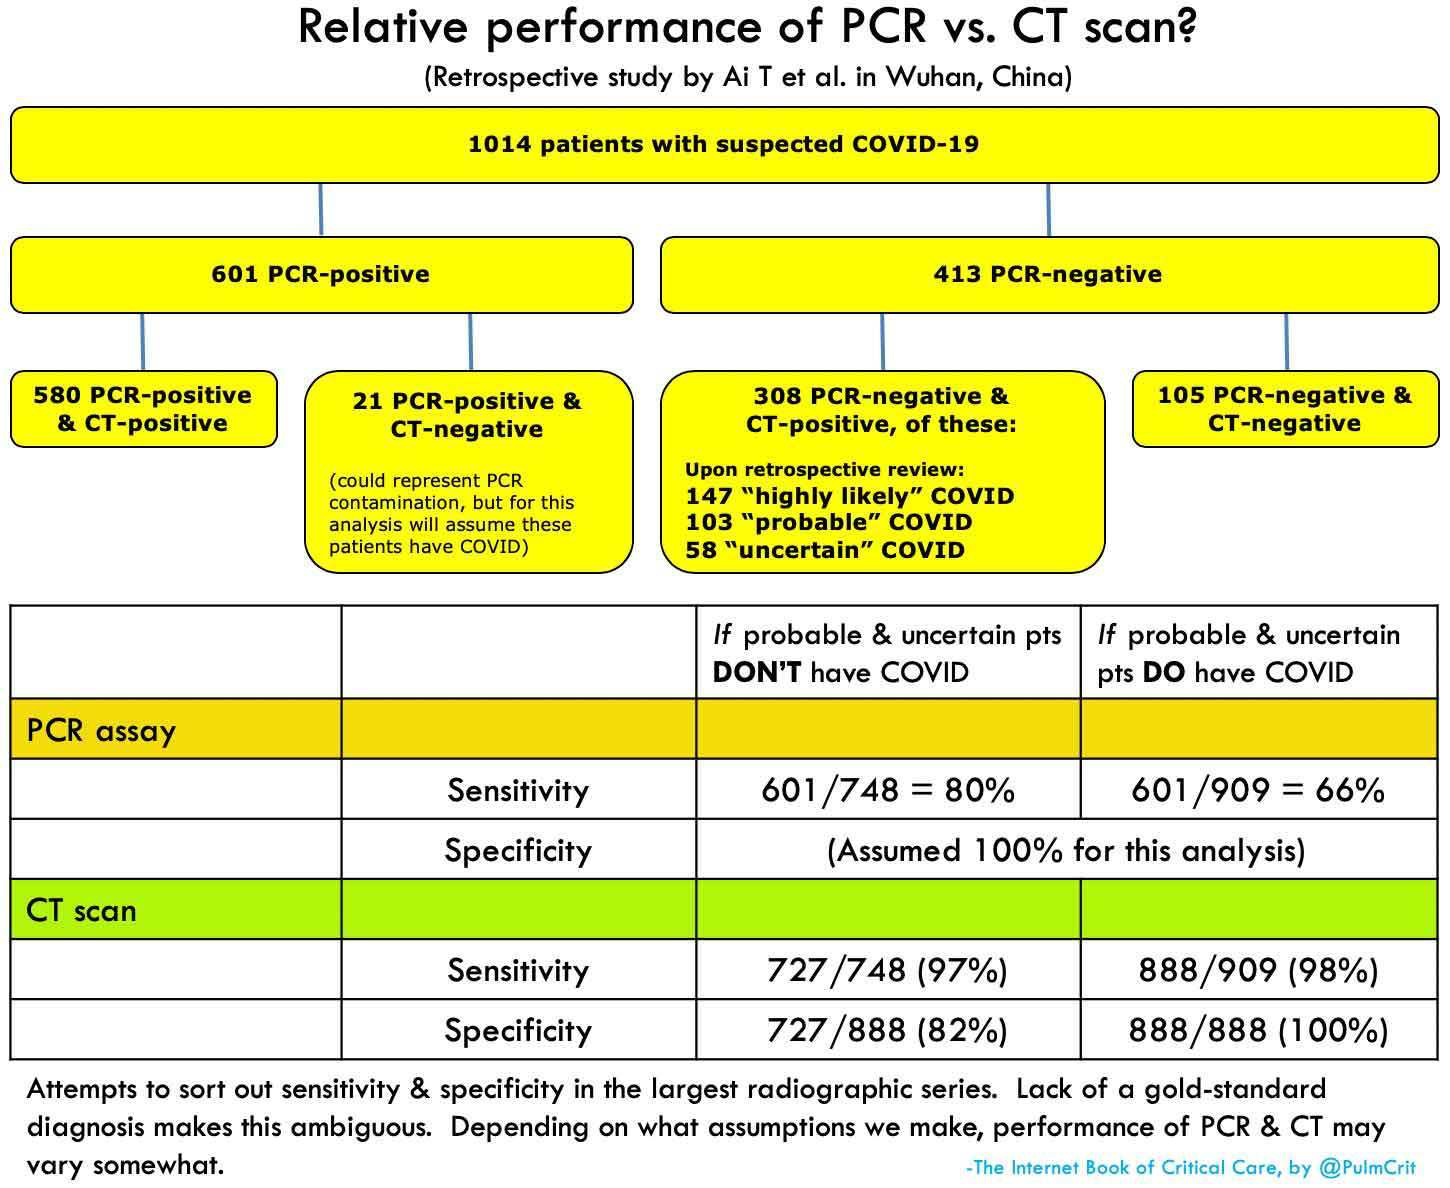 Relative performance of PCR vs. CT scan?
(Retrospective study by Ai T et al. in Wuhan, China)
1014 patients with suspected COVID-19
601 PCR-positive
413 PCR-negative
580 PCR-positive
& CT-positive
21 PCR-positive &
CT-negative
(could represent PCR
contamination, but for this
analysis will assume these
patients have COVID)
308 PCR-negative &
CT-positive, of these:
Upon retrospective review:
147 “highly likely” COVID
103 “probable” COVID
58 “uncertain” COVID
105 PCR-negative &
CT-negative
If probable & uncertain pts
DON’T have COVID
If probable & uncertain
pts DO have COVID
PCR assay
Sensitivity
601/748 = 80%
601/909 = 66%
Specificity
(Assumed 100% for this analysis)
CT scan
Sensitivity
727/748 (97%)
888/909 (98%)
Specificity
727/888 (82%)
888/888 (100%)
Attempts to sort out sensitivity & specificity in the largest radiographic series.  Lack of a gold-standard
diagnosis makes this ambiguous.  Depending on what assumptions we make, performance of PCR & CT may
vary somewhat.
-The Internet Book of Critical Care, by @PulmCrit